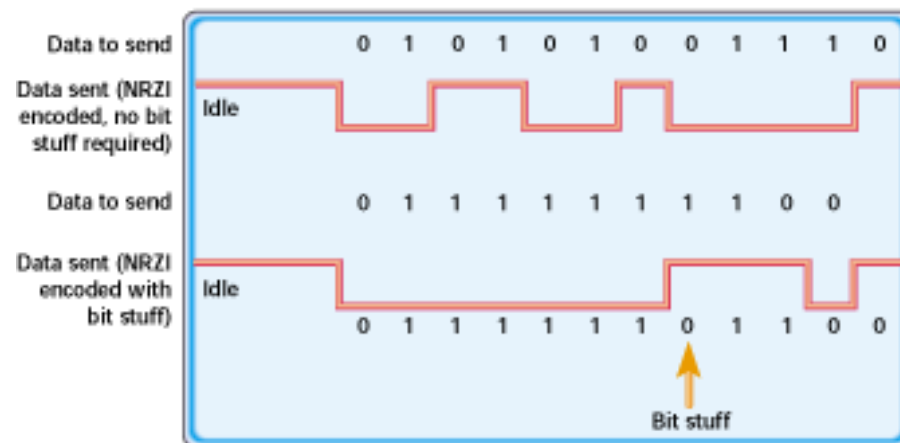 Data to send 0 1 0 1 0 1 0 0 1 1 1 0
Data sent (NRZI
encoded, no bit
stuff required)
Idle
Data to send 0 1 1 1 1 1 1 1 1 0 0
Data sent (NRZI
encoded with
bit stuff)
Idle
0 1 1 1 1 1 1 0 1 1 0 0
Bit stuff